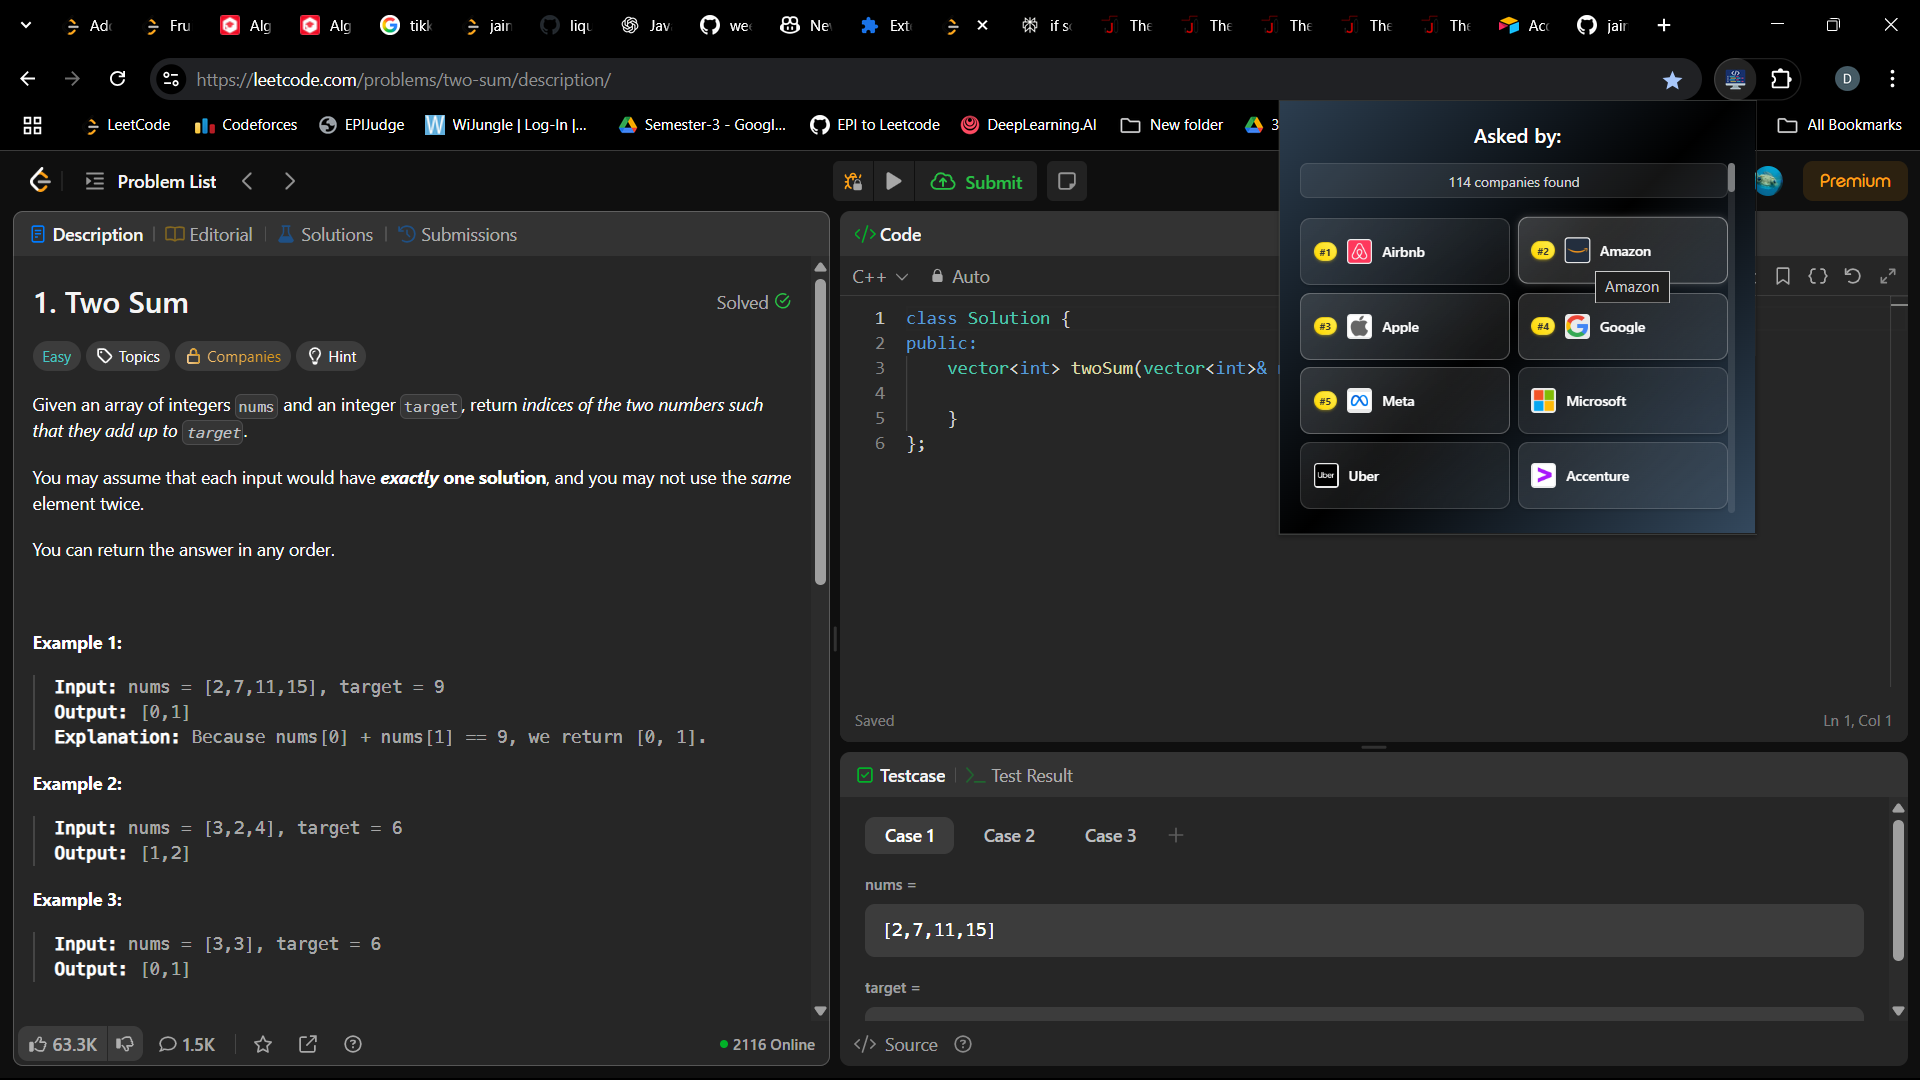 Ad
Fru
Alg
Alg
tikk
jain
liqu
Jav
we
Ne
Ext
if so
The
The
The
The
The
Acc
jain
https://leetcode.com/problems/two-sum/description/
D
LeetCode
Codeforces
EPIJudge
WiJungle | Log-In |...
Semester-3 - Googl...
EPI to Leetcode
DeepLearning.AI
New folder
3
All Bookmarks
Problem List
Submit
Premium
Asked by:
114 companies found
#1 Airbnb
#2 Amazon
Amazon
#3 Apple
#4 Google
#5 Meta
Microsoft
Uber Uber
Accenture
Description
Editorial
Solutions
Submissions
1. Two Sum
Solved
Easy
Topics
Companies
Hint
Given an array of integers nums and an integer target, return indices of the two numbers such
that they add up to target.
You may assume that each input would have exactly one solution, and you may not use the same
element twice.
You can return the answer in any order.
Example 1:
Input: nums = [2,7,11,15], target = 9
Output: [0,1]
Explanation: Because nums[0] + nums[1] == 9, we return [0, 1].
Example 2:
Input: nums = [3,2,4], target = 6
Output: [1,2]
Example 3:
Input: nums = [3,3], target = 6
Output: [0,1]
63.3K
1.5K
2116 Online
</> Code
C++
Auto
1 class Solution {
2 public:
3 vector<int> twoSum(vector<int>&
4
5 }
6 };
Saved
Ln 1, Col 1
Testcase
Test Result
Case 1
Case 2
Case 3
nums =
[2,7,11,15]
target =
</> Source